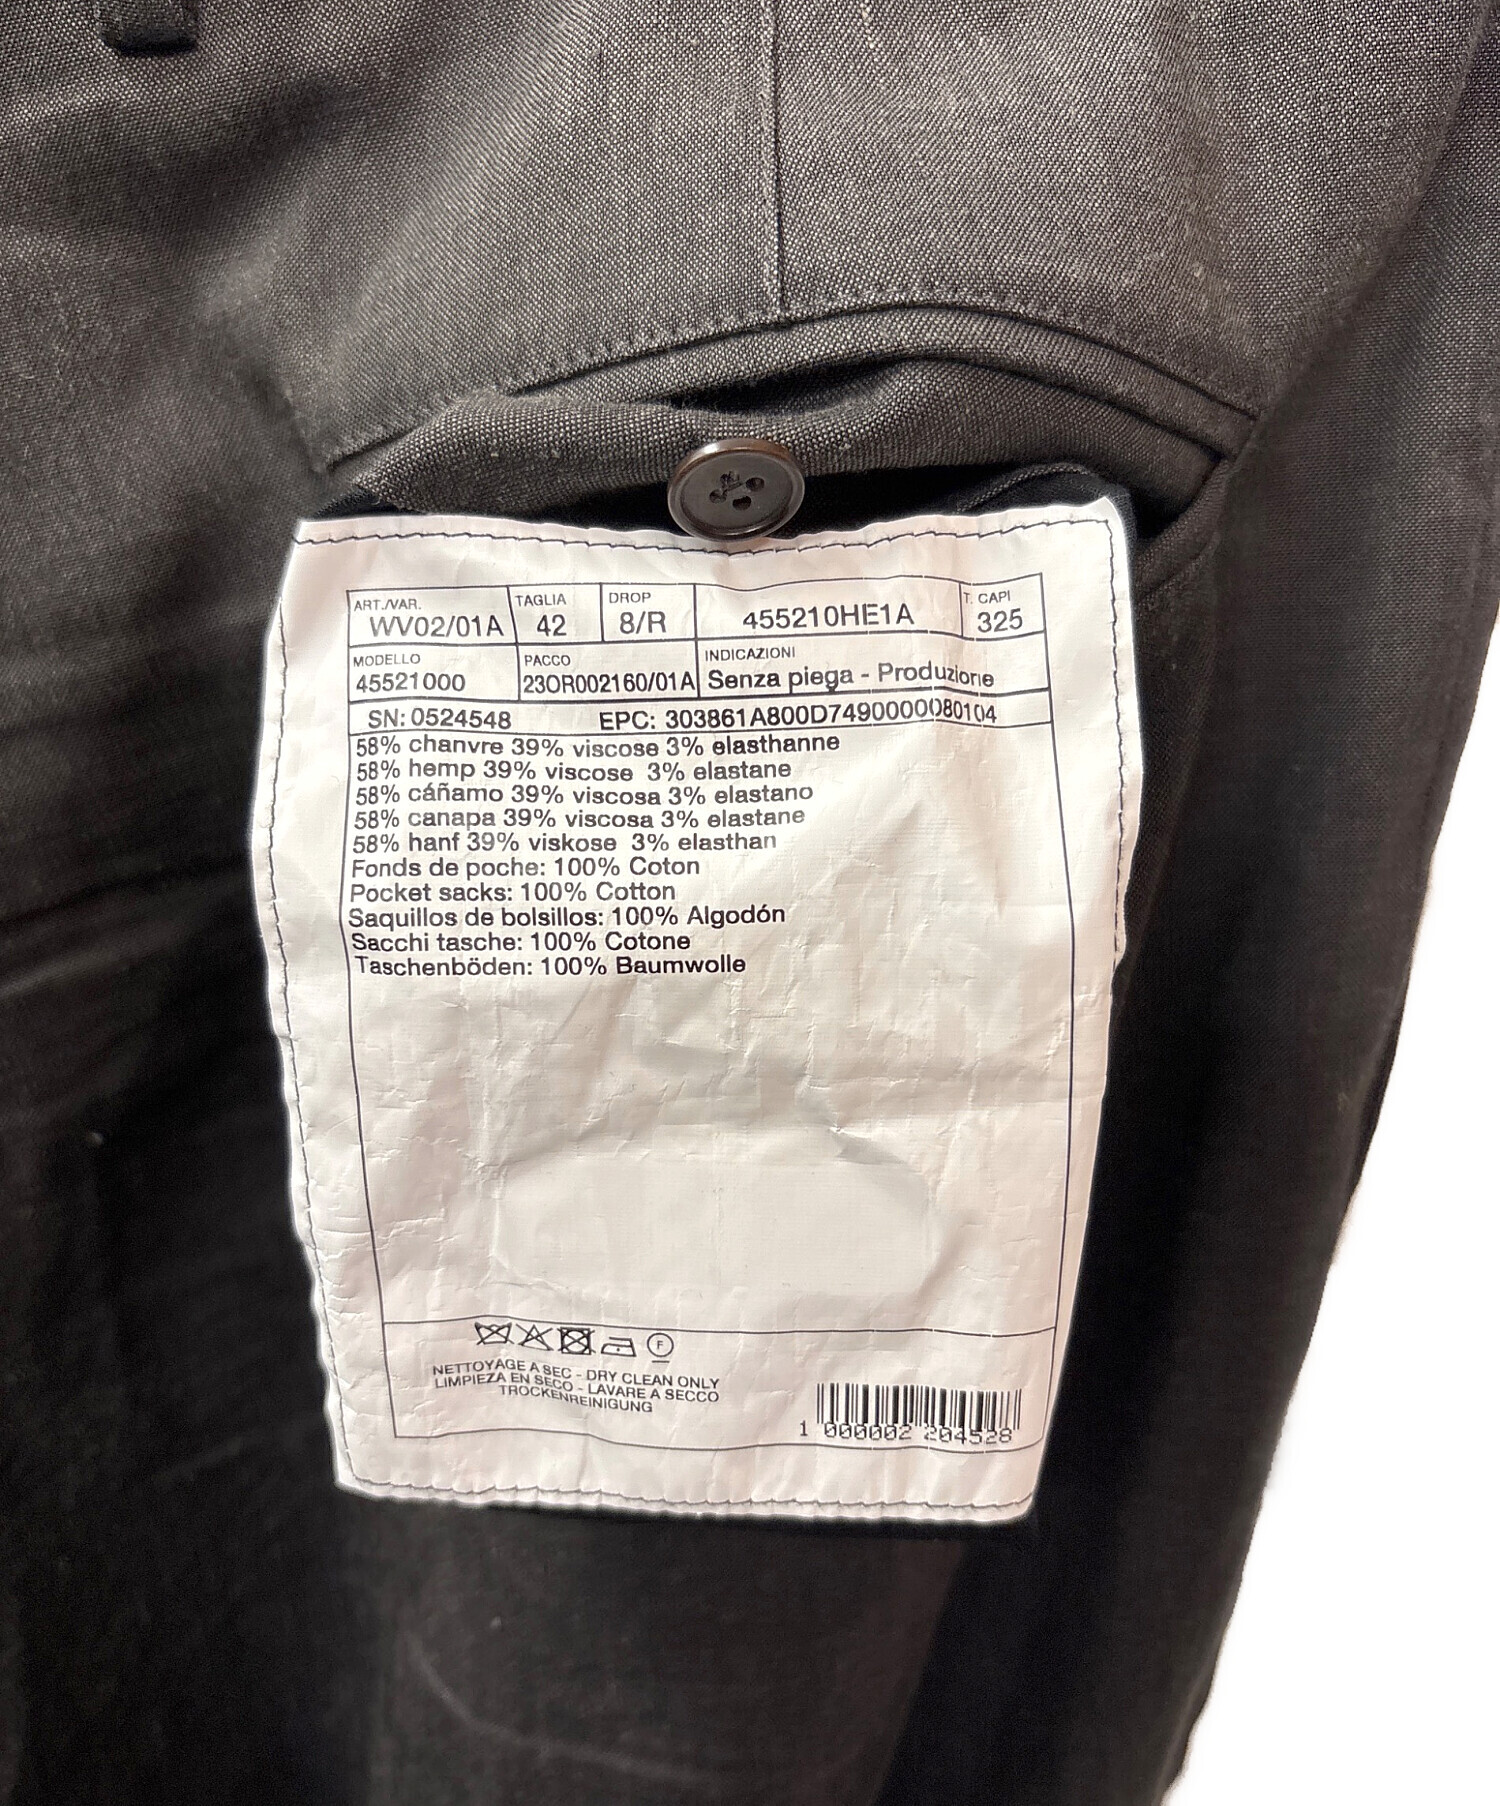 ART./VAR. TAGLIA DROP T. CAPI
WV02/01A 42 8/R 455210HE1A 325
MODELLO PACCO INDICAZIONI
45521000 23OR002160/01A Senza piega - Produzione
SN: 0524548 EPC: 303861A800D7490000080104
58% chanvre 39% viscose 3% elasthanne
58% hemp 39% viscose 3% elastane
58% cáñamo 39% viscosa 3% elastano
58% canapa 39% viscosa 3% elastane
58% hanf 39% viskose 3% elasthan
Fonds de poche: 100% Coton
Pocket sacks: 100% Cotton
Saquillos de bolsillos: 100% Algodón
Sacchi tasche: 100% Cotone
Taschenböden: 100% Baumwolle
F
NETTOYAGE A SEC - DRY CLEAN ONLY
LIMPIEZA EN SECO - LAVARE A SECCO
TROCKENREINIGUNG
1 000002 204528